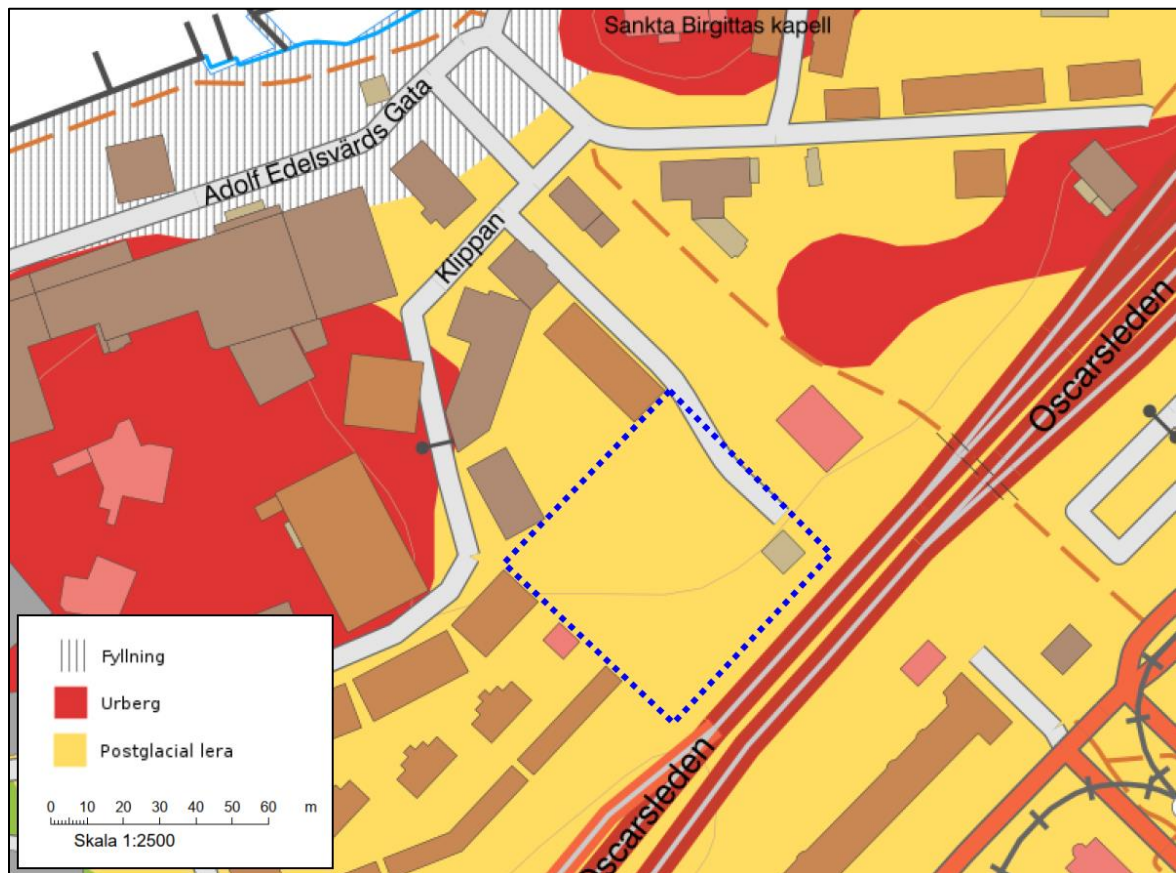 Sankta Birgittas kapell
Adolf Edelsvärds Gata
Klippan
Oscarsleden
Oscarsleden
Fyllning
Urberg
Postglacial lera
0 10 20 30 40 50 60 m
Skala 1:2500